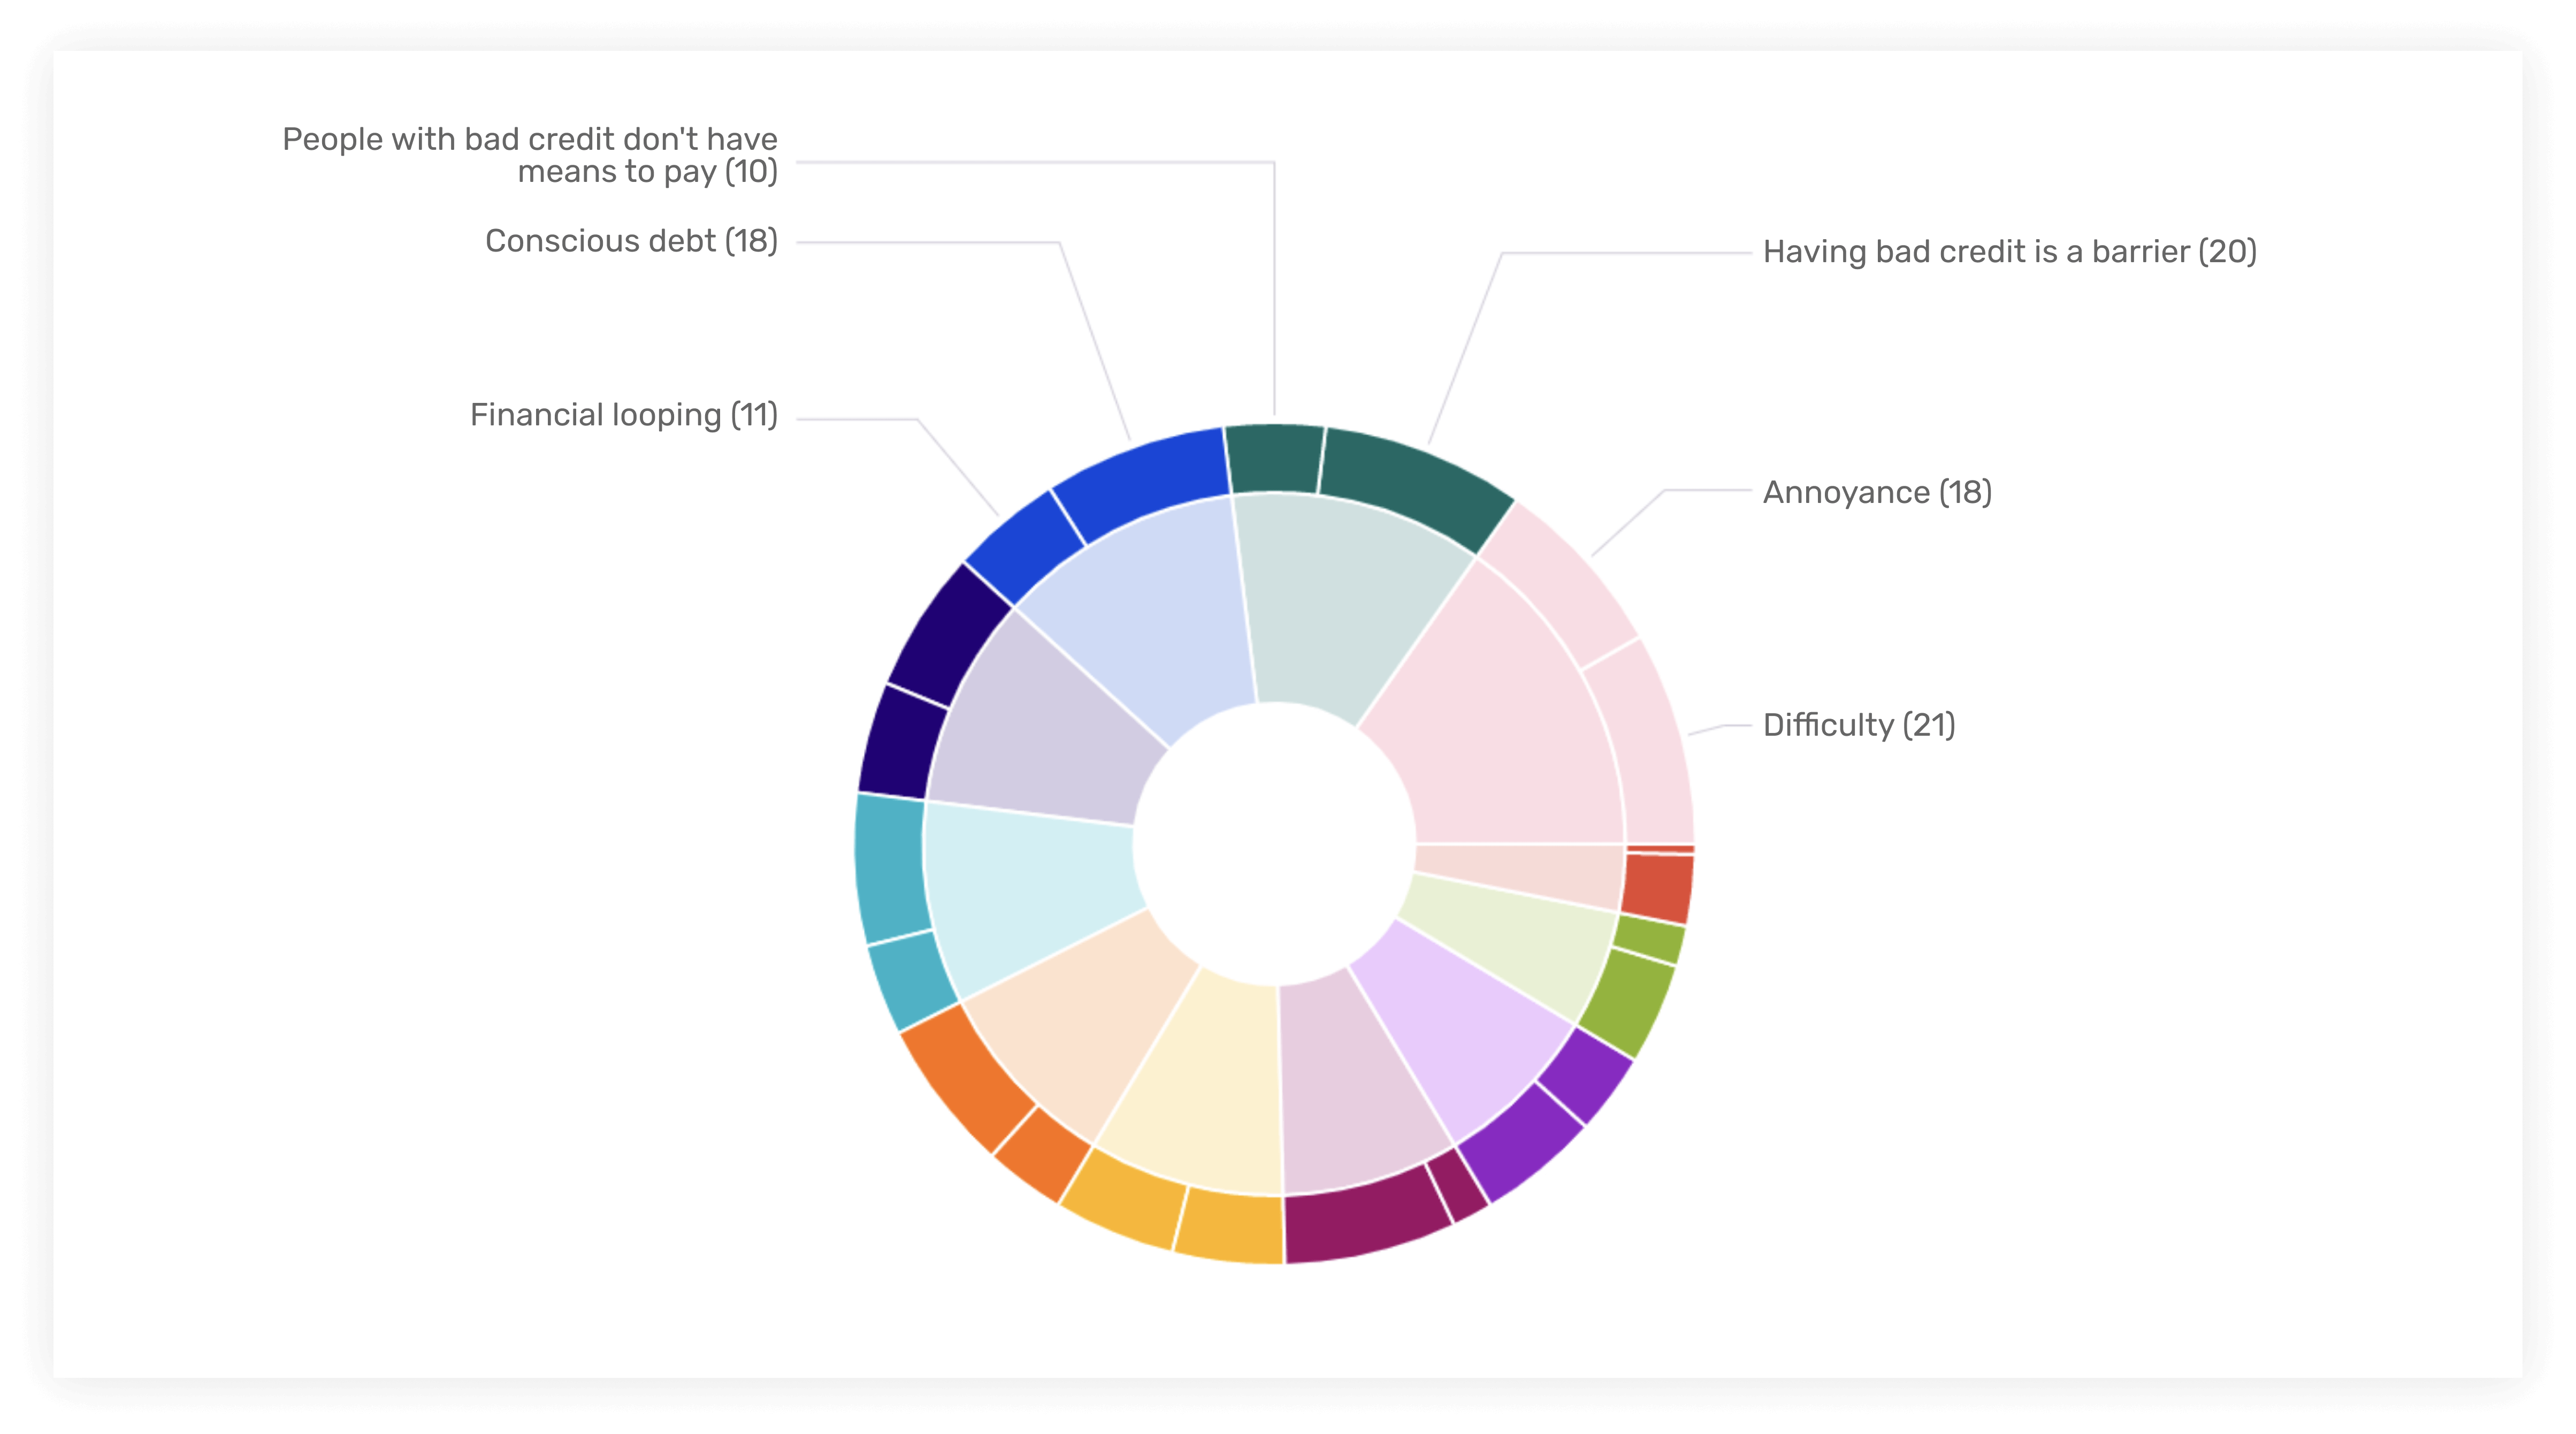 People with bad credit don't have
means to pay (10)
Conscious debt (18)
Financial looping (11)
Having bad credit is a barrier (20)
Annoyance (18)
Difficulty (21)